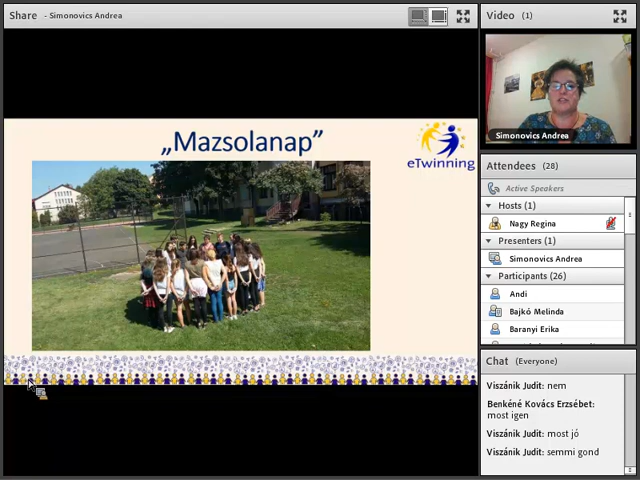 Share - Simonovics Andrea
„Mazsolanap”
eTwinning
Video (1)
Simonovics Andrea
Attendees (28)
Active Speakers
Hosts (1)
Nagy Regina
Presenters (1)
Simonovics Andrea
Participants (26)
Andi
Bajkó Melinda
Baranyi Erika
Chat (Everyone)
Viszánik Judit: nem
Benkéné Kovács Erzsébet:
most igen
Viszánik Judit: most jó
Viszánik Judit: semmi gond